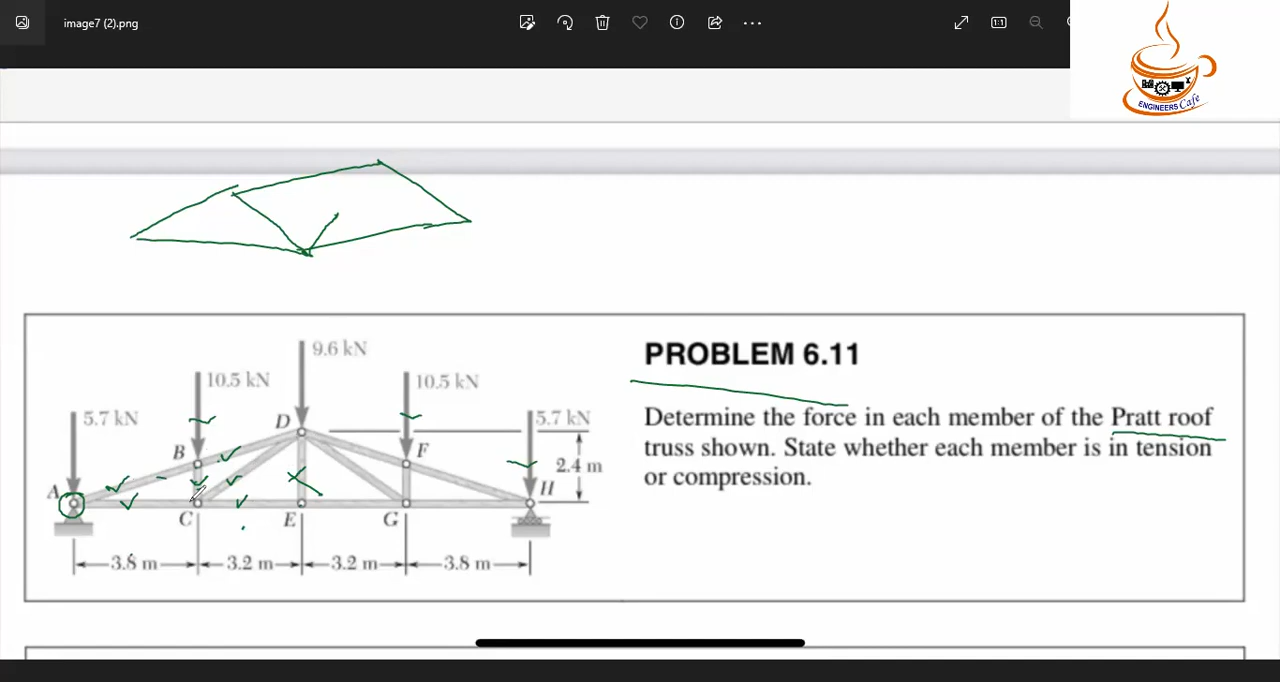 image7 (2).png
1:1
ENGINEERS Cafe
9.6 kN
10.5 kN
10.5 kN
5.7 kN
5.7 kN
D
B
F
2.4 m
A
H
C
E
G
3.8 m
3.2 m
3.2 m
3.8 m
PROBLEM 6.11
Determine the force in each member of the Pratt roof
truss shown. State whether each member is in tension
or compression.